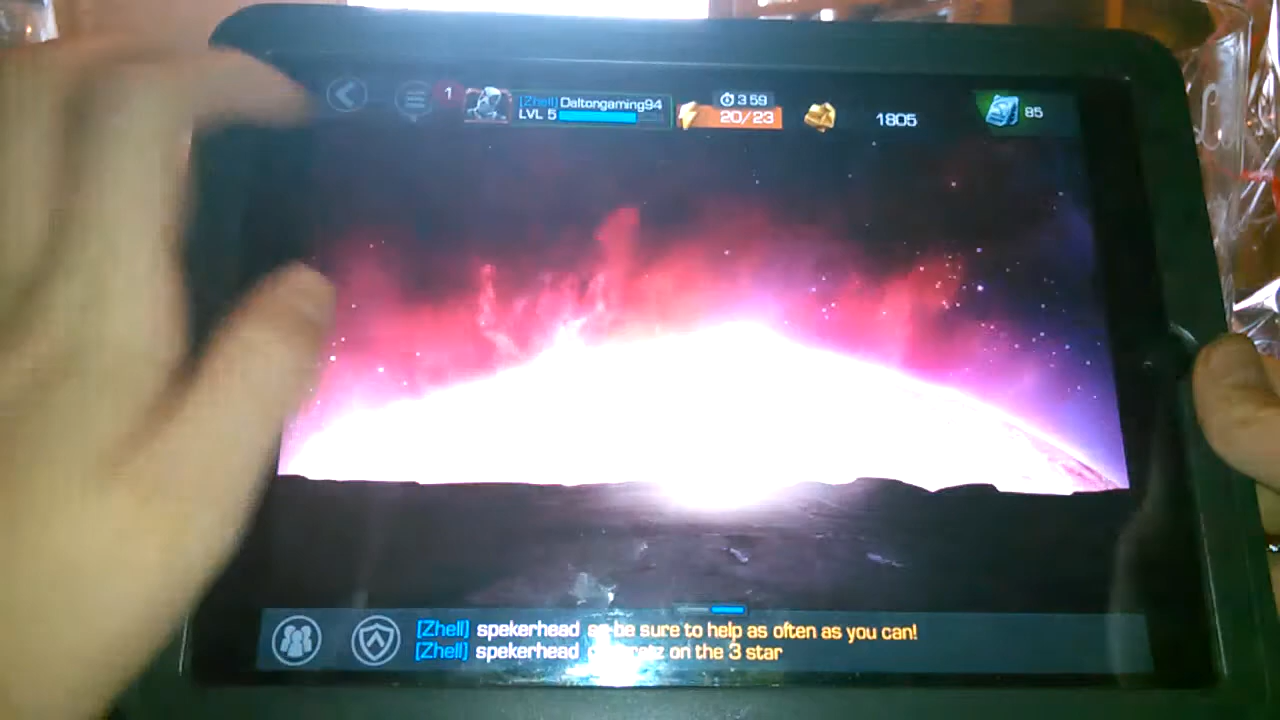 1
[Zhell] Daltongaming94
LVL 5
3:59
20/23
1805
85
[Zhell] spekerhead be sure to help as often as you can!
[Zhell] spekerhead on the 3 star